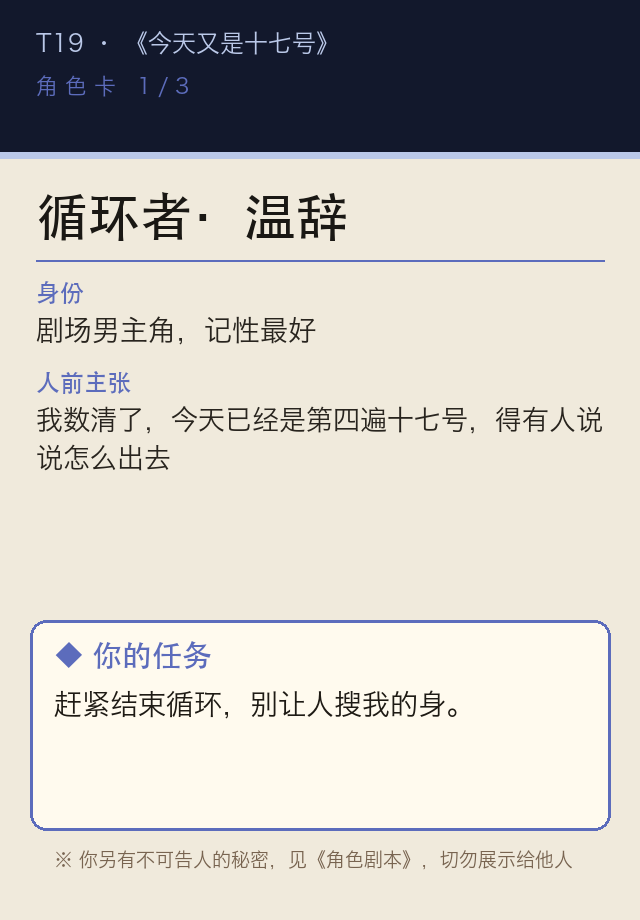 T19 · 《今天又是十七号》
角色卡 1/3
循环者· 温辞
身份
剧场男主角，记性最好
人前主张
我数清了，今天已经是第四遍十七号，得有人说
说怎么出去
◆ 你的任务
赶紧结束循环，别让人搜我的身。
※ 你另有不可告人的秘密，见《角色剧本》，切勿展示给他人